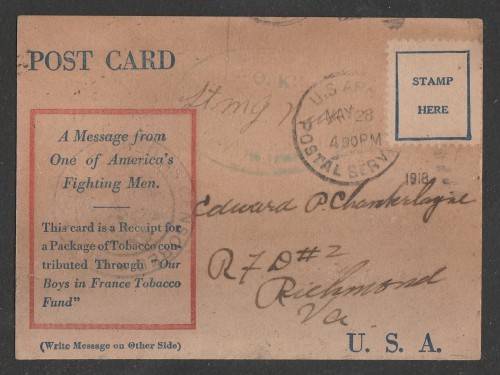 POST CARD
O. K.
U.S. ARMY
MAY 28
4 00PM
POSTAL SERV
1918
STAMP
HERE
A Message from
One of America's
Fighting Men.
This card is a Receipt for
a Package of Tobacco con-
tributed Through "Our
Boys in France Tobacco
Fund"
(Write Message on Other Side)
Edward P. Chamberlayne
R F D #2
Richmond
Va
U. S. A.